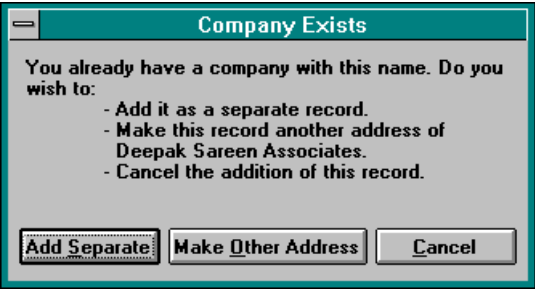 Company Exists
You already have a company with this name. Do you
wish to:
- Add it as a separate record.
- Make this record another address of
Deepak Sareen Associates.
- Cancel the addition of this record.
Add Separate Make Other Address Cancel